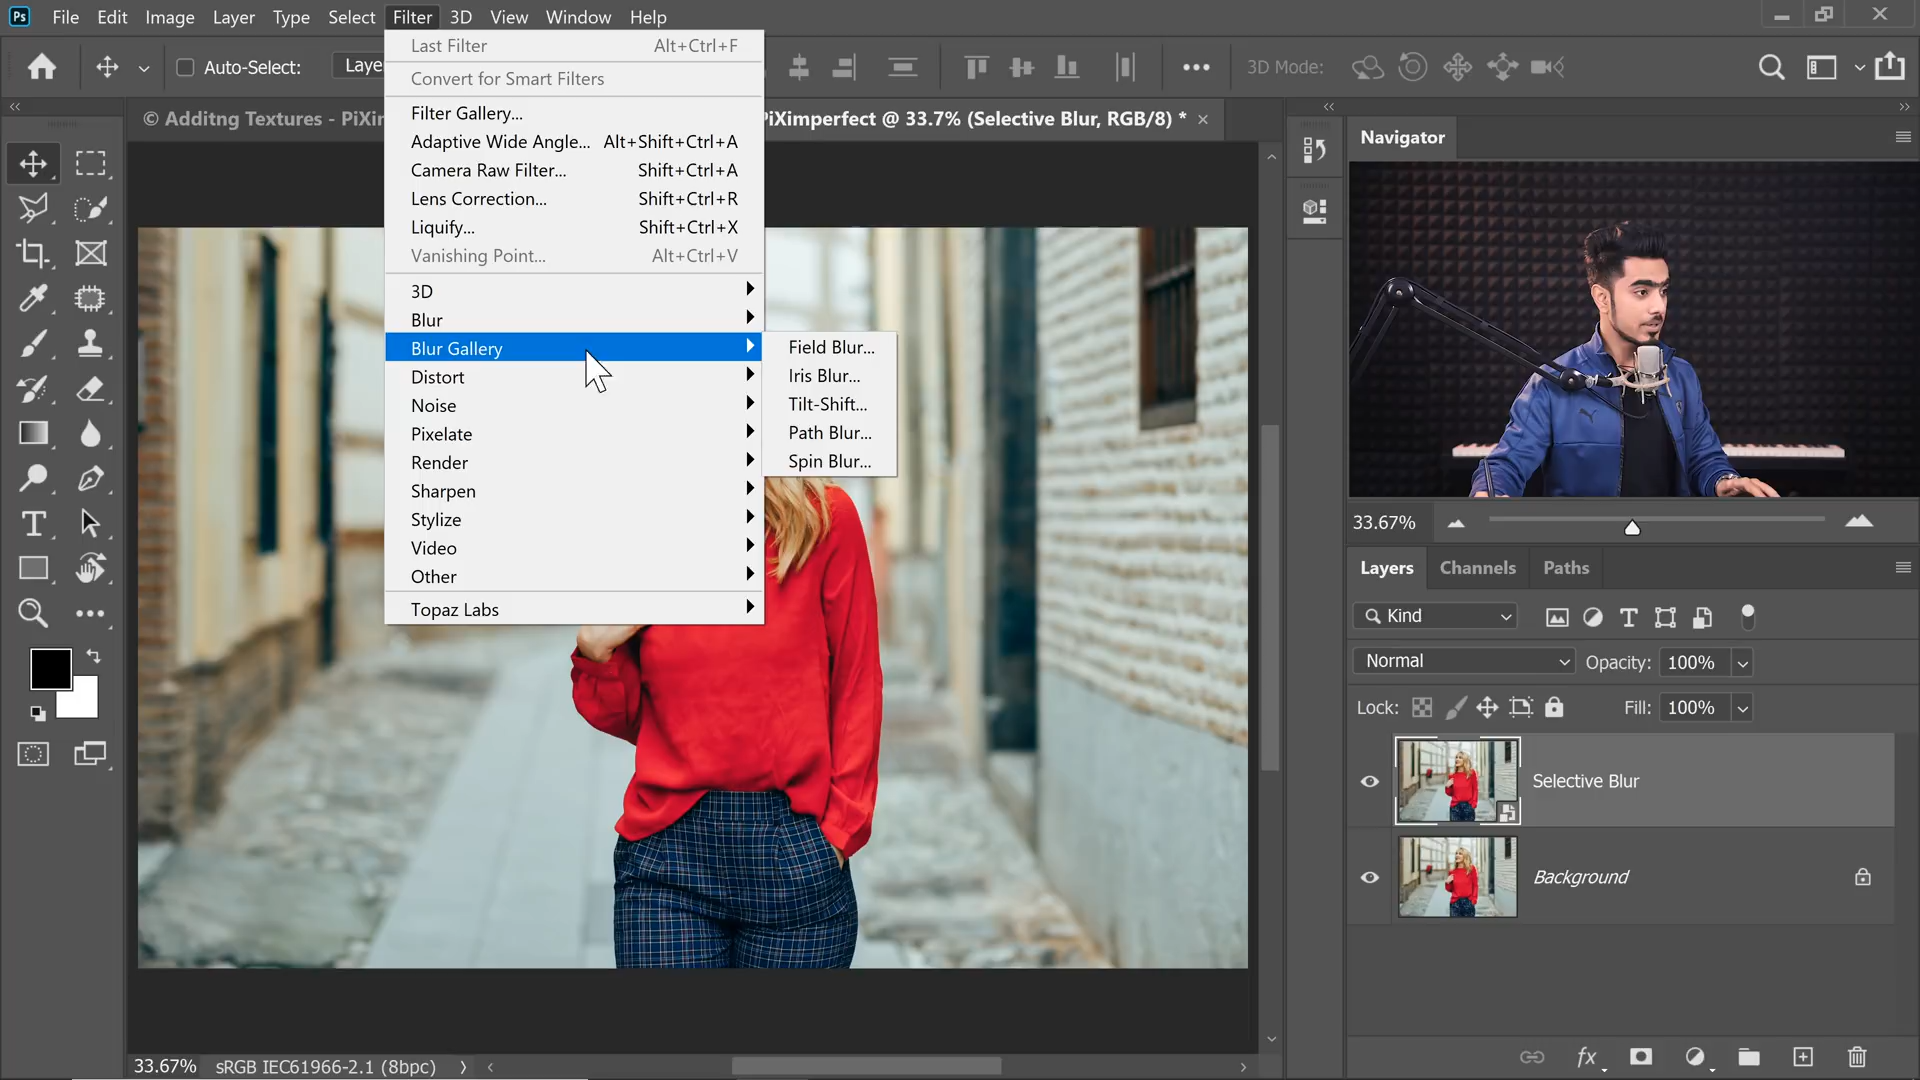 Ps File Edit Image Layer Type Select Filter 3D View Window Help
Auto-Select: Laye
3D Mode:
Last Filter Alt+Ctrl+F
Convert for Smart Filters
Filter Gallery...
Adaptive Wide Angle... Alt+Shift+Ctrl+A
Camera Raw Filter... Shift+Ctrl+A
Lens Correction... Shift+Ctrl+R
Liquify... Shift+Ctrl+X
Vanishing Point... Alt+Ctrl+V
3D
Blur
Blur Gallery
Distort
Noise
Pixelate
Render
Sharpen
Stylize
Video
Other
Topaz Labs
Field Blur...
Iris Blur...
Tilt-Shift...
Path Blur...
Spin Blur...
© Additng Textures - PiXin
PiXimperfect @ 33.7% (Selective Blur, RGB/8) * ×
Navigator
33.67%
Layers Channels Paths
Kind
Normal Opacity: 100%
Lock: Fill: 100%
Selective Blur
Background
fx
33.67% sRGB IEC61966-2.1 (8bpc)